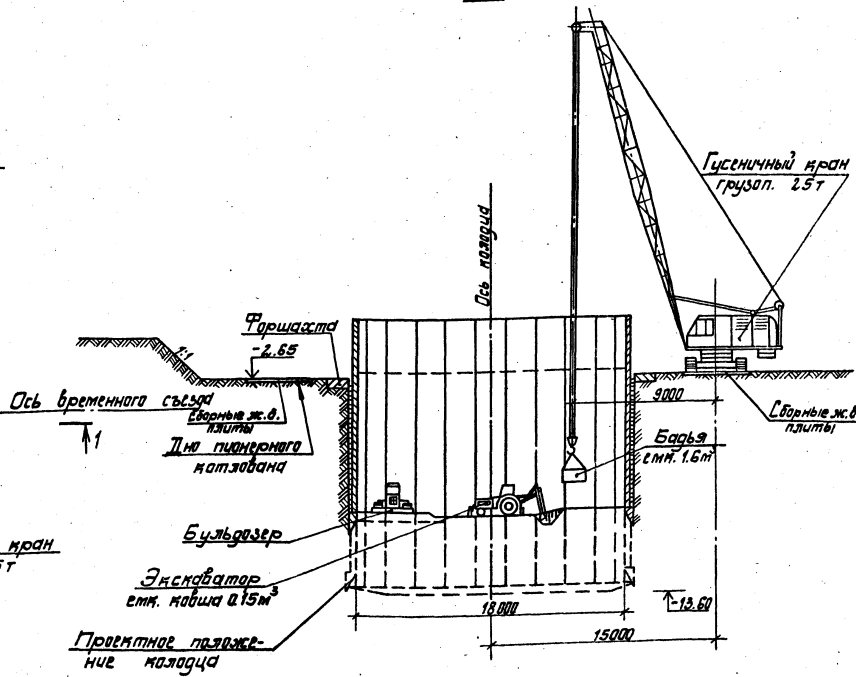 Гусеничный кран
грузоп. 25т
Ось колодца
Форшахта
-2.65
1:1
Ось временного съезда
Сборные ж.б.
плиты
1
Дно пионерного
котлована
9000
Сборные ж.б.
плиты
Бадья
емк. 1.6м³
Бульдозер
кран
т
Экскаватор
емк. ковша 0.15м³
18000
-13.60
15000
Проектное положе-
ние колодца